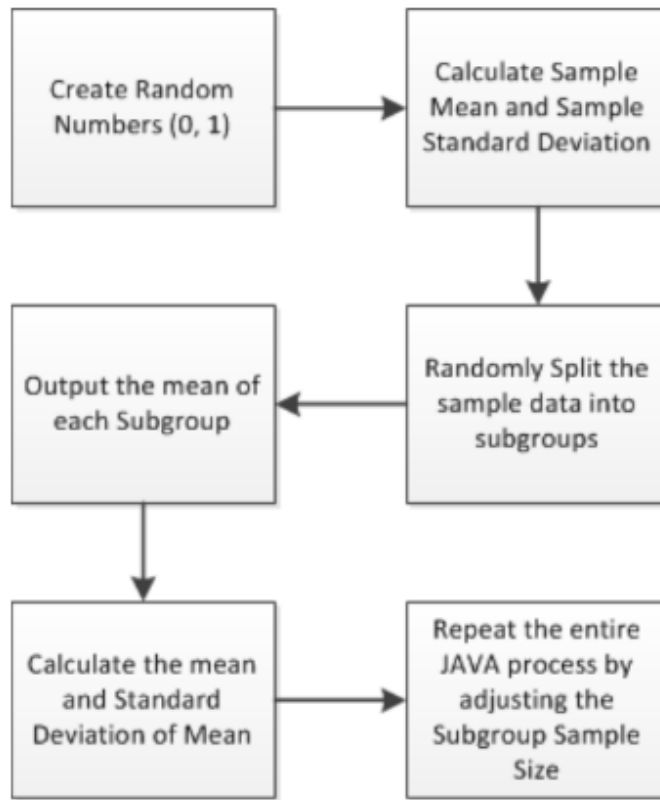 Create Random
Numbers (0, 1)
Calculate Sample
Mean and Sample
Standard Deviation
Randomly Split the
sample data into
subgroups
Output the mean of
each Subgroup
Calculate the mean
and Standard
Deviation of Mean
Repeat the entire
JAVA process by
adjusting the
Subgroup Sample
Size